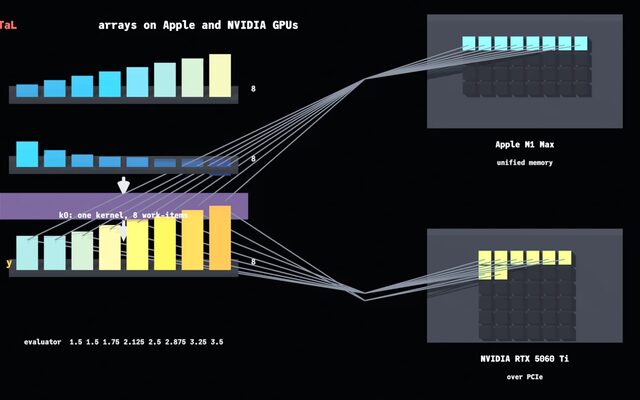 TaL arrays on Apple and NVIDIA GPUs
8
8
k0: one kernel, 8 work-items
y 8
evaluator 1.5 1.5 1.75 2.125 2.5 2.875 3.25 3.5
Apple M1 Max
unified memory
NVIDIA RTX 5060 Ti
over PCIe